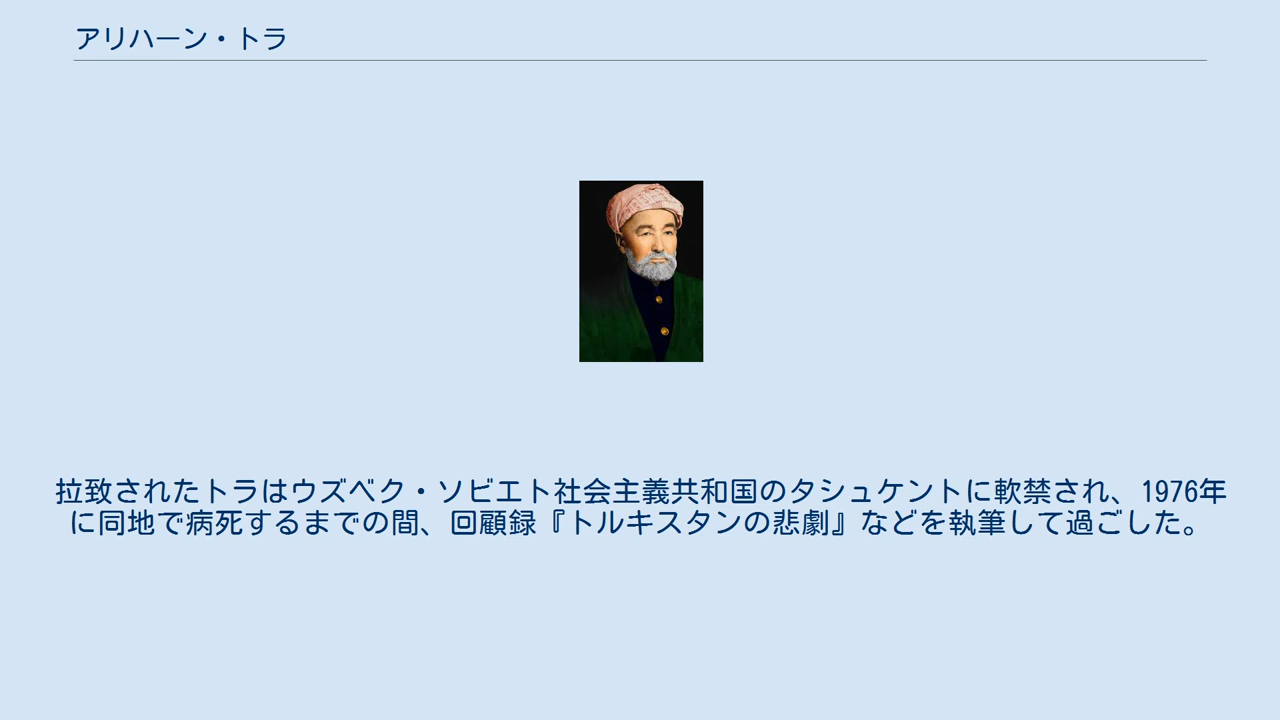 アリハーン・トラ
拉致されたトラはウズベク・ソビエト社会主義共和国のタシュケントに軟禁され、1976年
に同地で病死するまでの間、回顧録『トルキスタンの悲劇』などを執筆して過ごした。